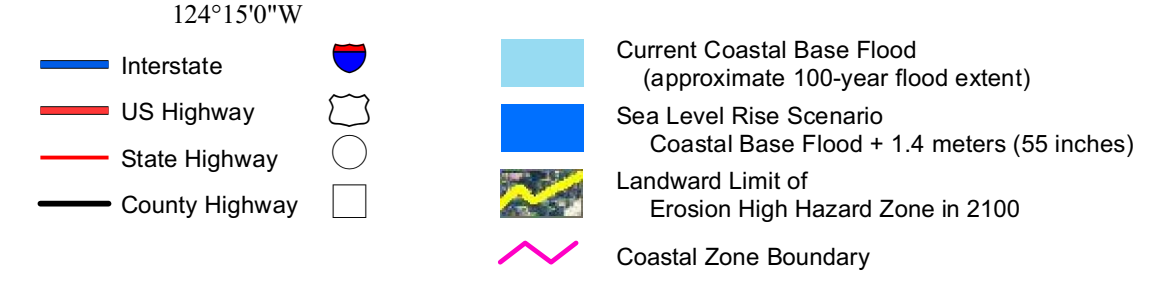 124°15'0"W
Interstate
US Highway
State Highway
County Highway
Current Coastal Base Flood
(approximate 100-year flood extent)
Sea Level Rise Scenario
Coastal Base Flood + 1.4 meters (55 inches)
Landward Limit of
Erosion High Hazard Zone in 2100
Coastal Zone Boundary